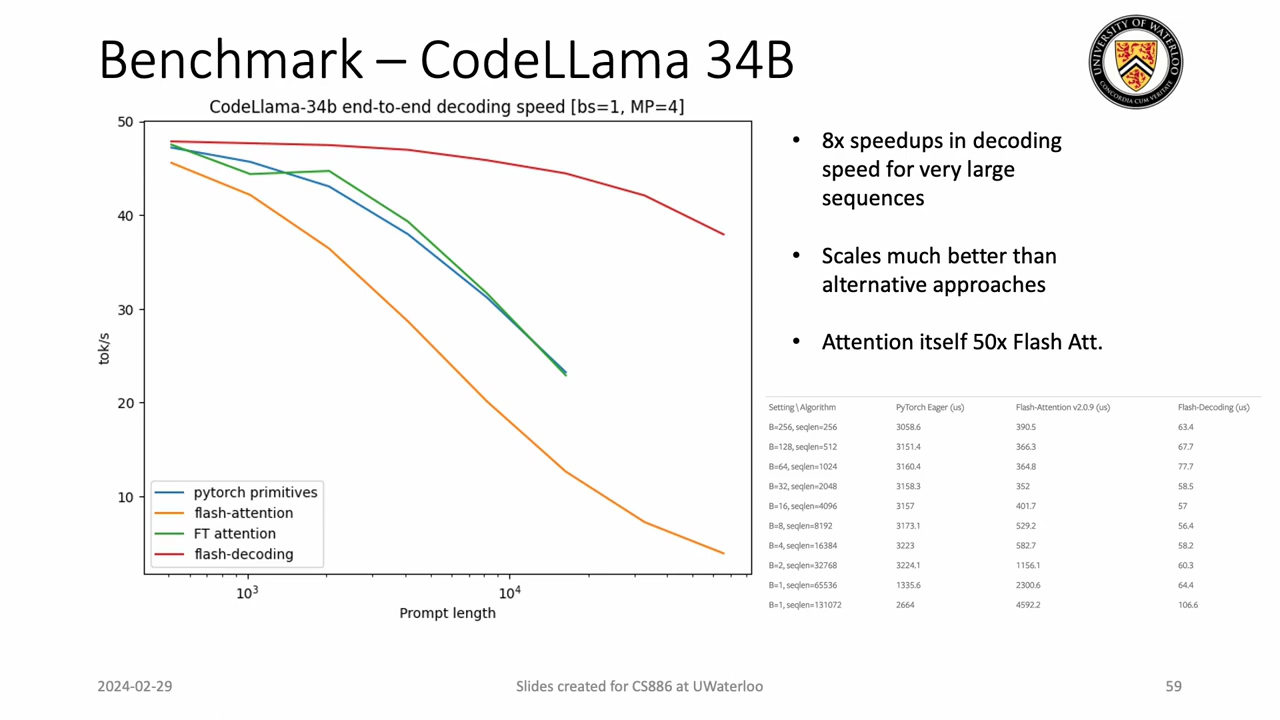 Benchmark – CodeLLama 34B
UNIVERSITY OF WATERLOO
CONCORDIA CUM VERITATE
CodeLlama-34b end-to-end decoding speed [bs=1, MP=4]
50
40
30
20
10
tok/s
10³
10⁴
Prompt length
pytorch primitives
flash-attention
FT attention
flash-decoding
• 8x speedups in decoding
speed for very large
sequences
• Scales much better than
alternative approaches
• Attention itself 50x Flash Att.
Setting \ Algorithm PyTorch Eager (us) Flash-Attention v2.0.9 (us) Flash-Decoding (us)
B=256, seqlen=256 3058.6 390.5 63.4
B=128, seqlen=512 3151.4 366.3 67.7
B=64, seqlen=1024 3160.4 364.8 77.7
B=32, seqlen=2048 3158.3 352 58.5
B=16, seqlen=4096 3157 401.7 57
B=8, seqlen=8192 3173.1 529.2 56.4
B=4, seqlen=16384 3223 582.7 58.2
B=2, seqlen=32768 3224.1 1156.1 60.3
B=1, seqlen=65536 1335.6 2300.6 64.4
B=1, seqlen=131072 2664 4592.2 106.6
2024-02-29
Slides created for CS886 at UWaterloo
59